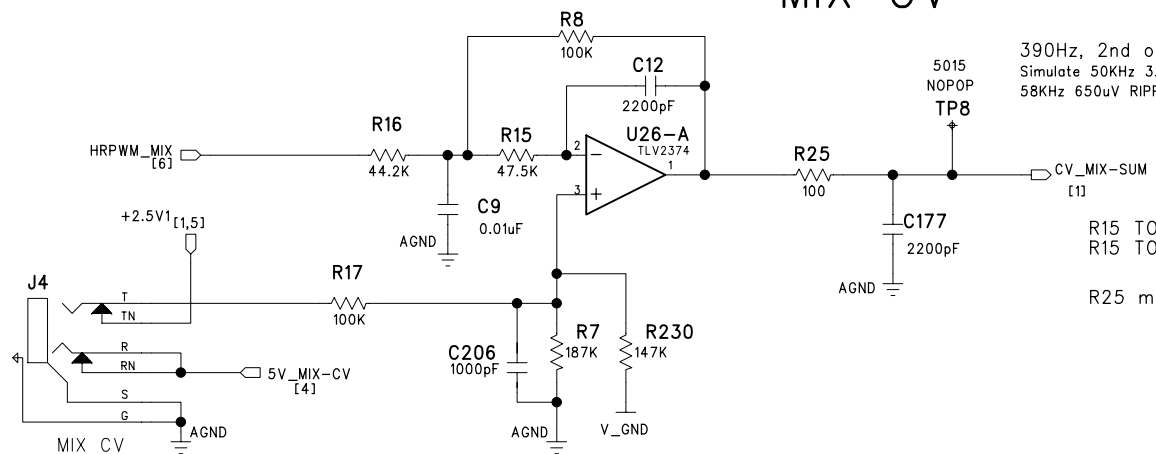 MIX CV
R8
100K
C12
2200pF
5015
NOPOP
TP8
390Hz, 2nd o
Simulate 50KHz 3.
58KHz 650uV RIPF
HRPWM_MIX
[6]
R16
44.2K
R15
47.5K
U26-A
TLV2374
2
3
1
R25
100
CV_MIX-SUM
[1]
C9
0.01uF
AGND
C177
2200pF
AGND
R15 TO
R15 TO
R25 m
+2.5V1
[1,5]
J4
T
TN
R
RN
S
G
R17
100K
5V_MIX-CV
[4]
AGND
MIX CV
C206
1000pF
R7
187K
R230
147K
AGND
V_GND